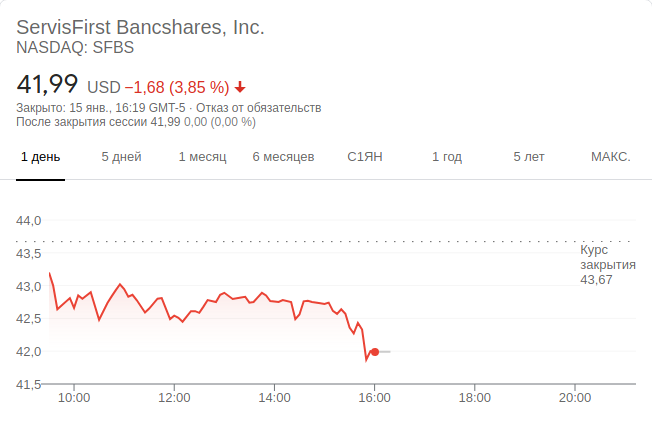 ServisFirst Bancshares, Inc.
NASDAQ: SFBS
41,99 USD −1,68 (3,85 %)
Закрыто: 15 янв., 16:19 GMT-5 · Отказ от обязательств
После закрытия сессии 41,99 0,00 (0,00 %)
1 день 5 дней 1 месяц 6 месяцев С1ЯН 1 год 5 лет МАКС.
44,0
43,5
43,0
42,5
42,0
41,5
Курс
закрытия
43,67
10:00 12:00 14:00 16:00 18:00 20:00